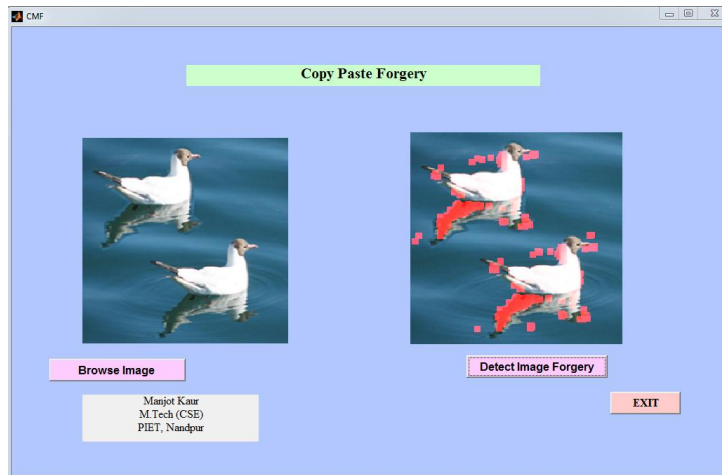 CMF
Copy Paste Forgery
Browse Image
Detect Image Forgery
Manjot Kaur
M.Tech (CSE)
PIET, Nandpur
EXIT